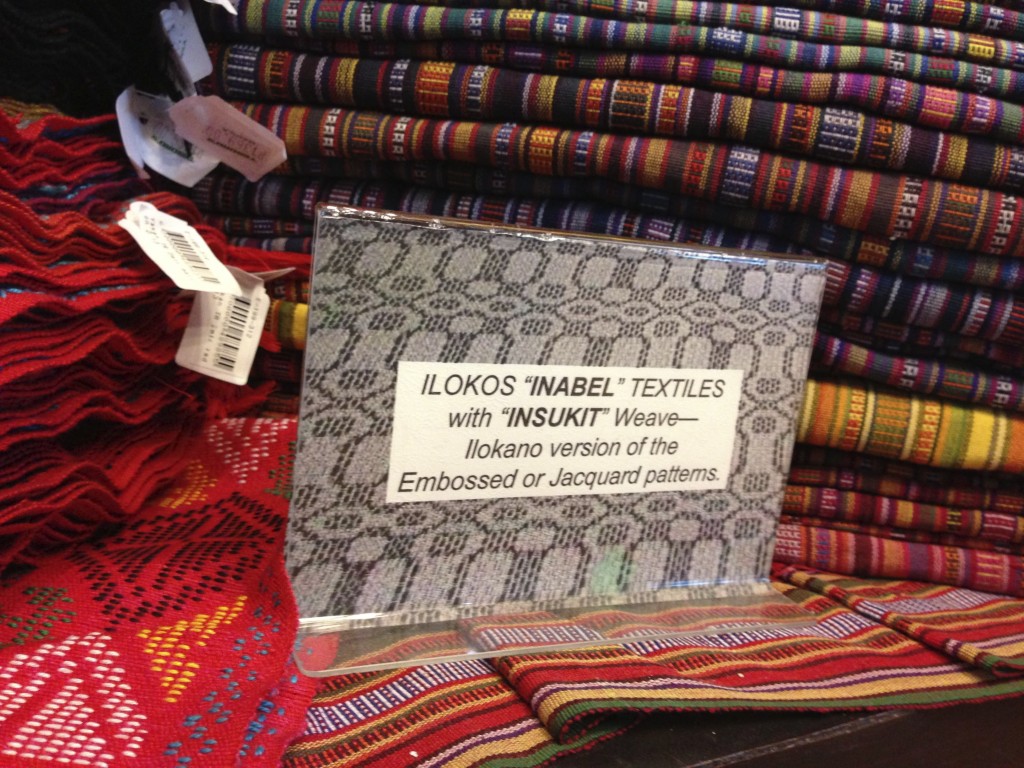 ILOKOS “INABEL” TEXTILES
with “INSUKIT” Weave—
Ilokano version of the
Embossed or Jacquard patterns.